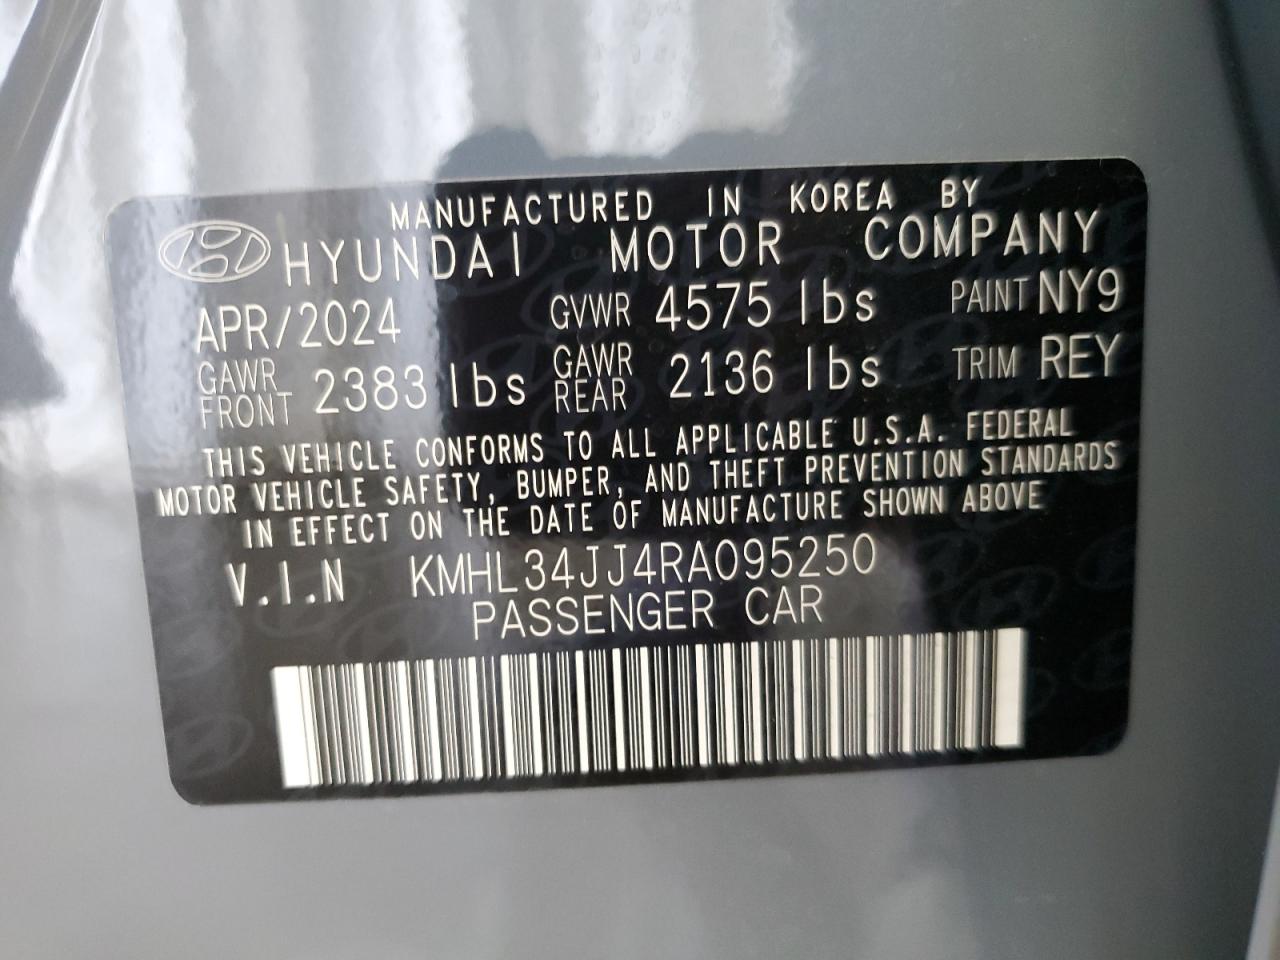 MANUFACTURED IN KOREA BY
HYUNDAI MOTOR COMPANY
APR/2024 GVWR 4575 lbs PAINT NY9
GAWR FRONT 2383 lbs GAWR REAR 2136 lbs TRIM REY
THIS VEHICLE CONFORMS TO ALL APPLICABLE U.S.A. FEDERAL
MOTOR VEHICLE SAFETY, BUMPER, AND THEFT PREVENTION STANDARDS
IN EFFECT ON THE DATE OF MANUFACTURE SHOWN ABOVE
V.I.N KMHL34JJ4RA095250
PASSENGER CAR